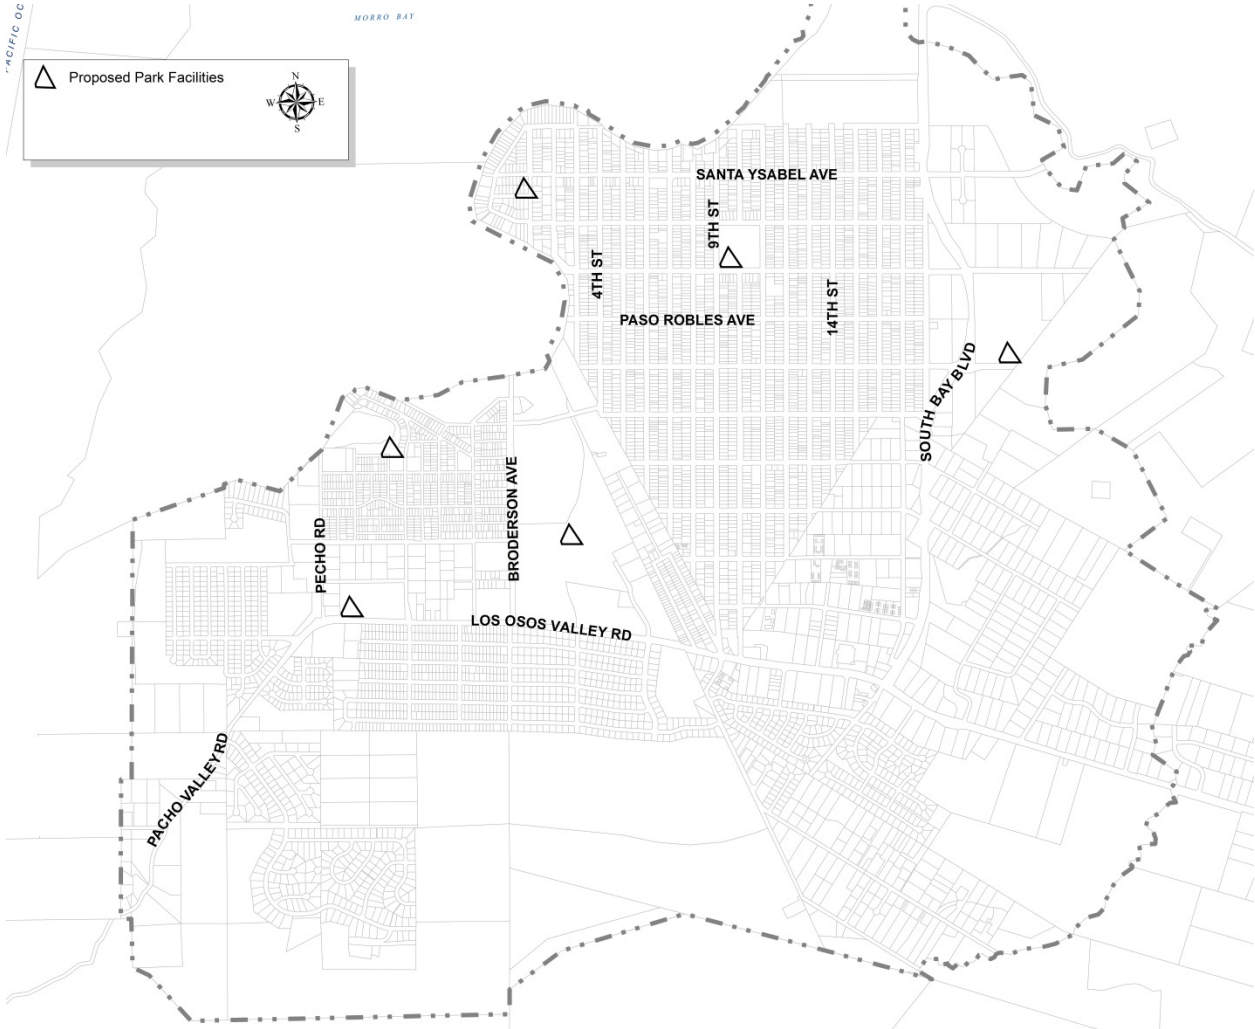 PACIFIC OC
MORRO BAY
Proposed Park Facilities
N
W
E
S
SANTA YSABEL AVE
9TH ST
4TH ST
14TH ST
PASO ROBLES AVE
SOUTH BAY BLVD
BRODERSON AVE
PECHO RD
LOS OSOS VALLEY RD
PACHO VALLEY RD